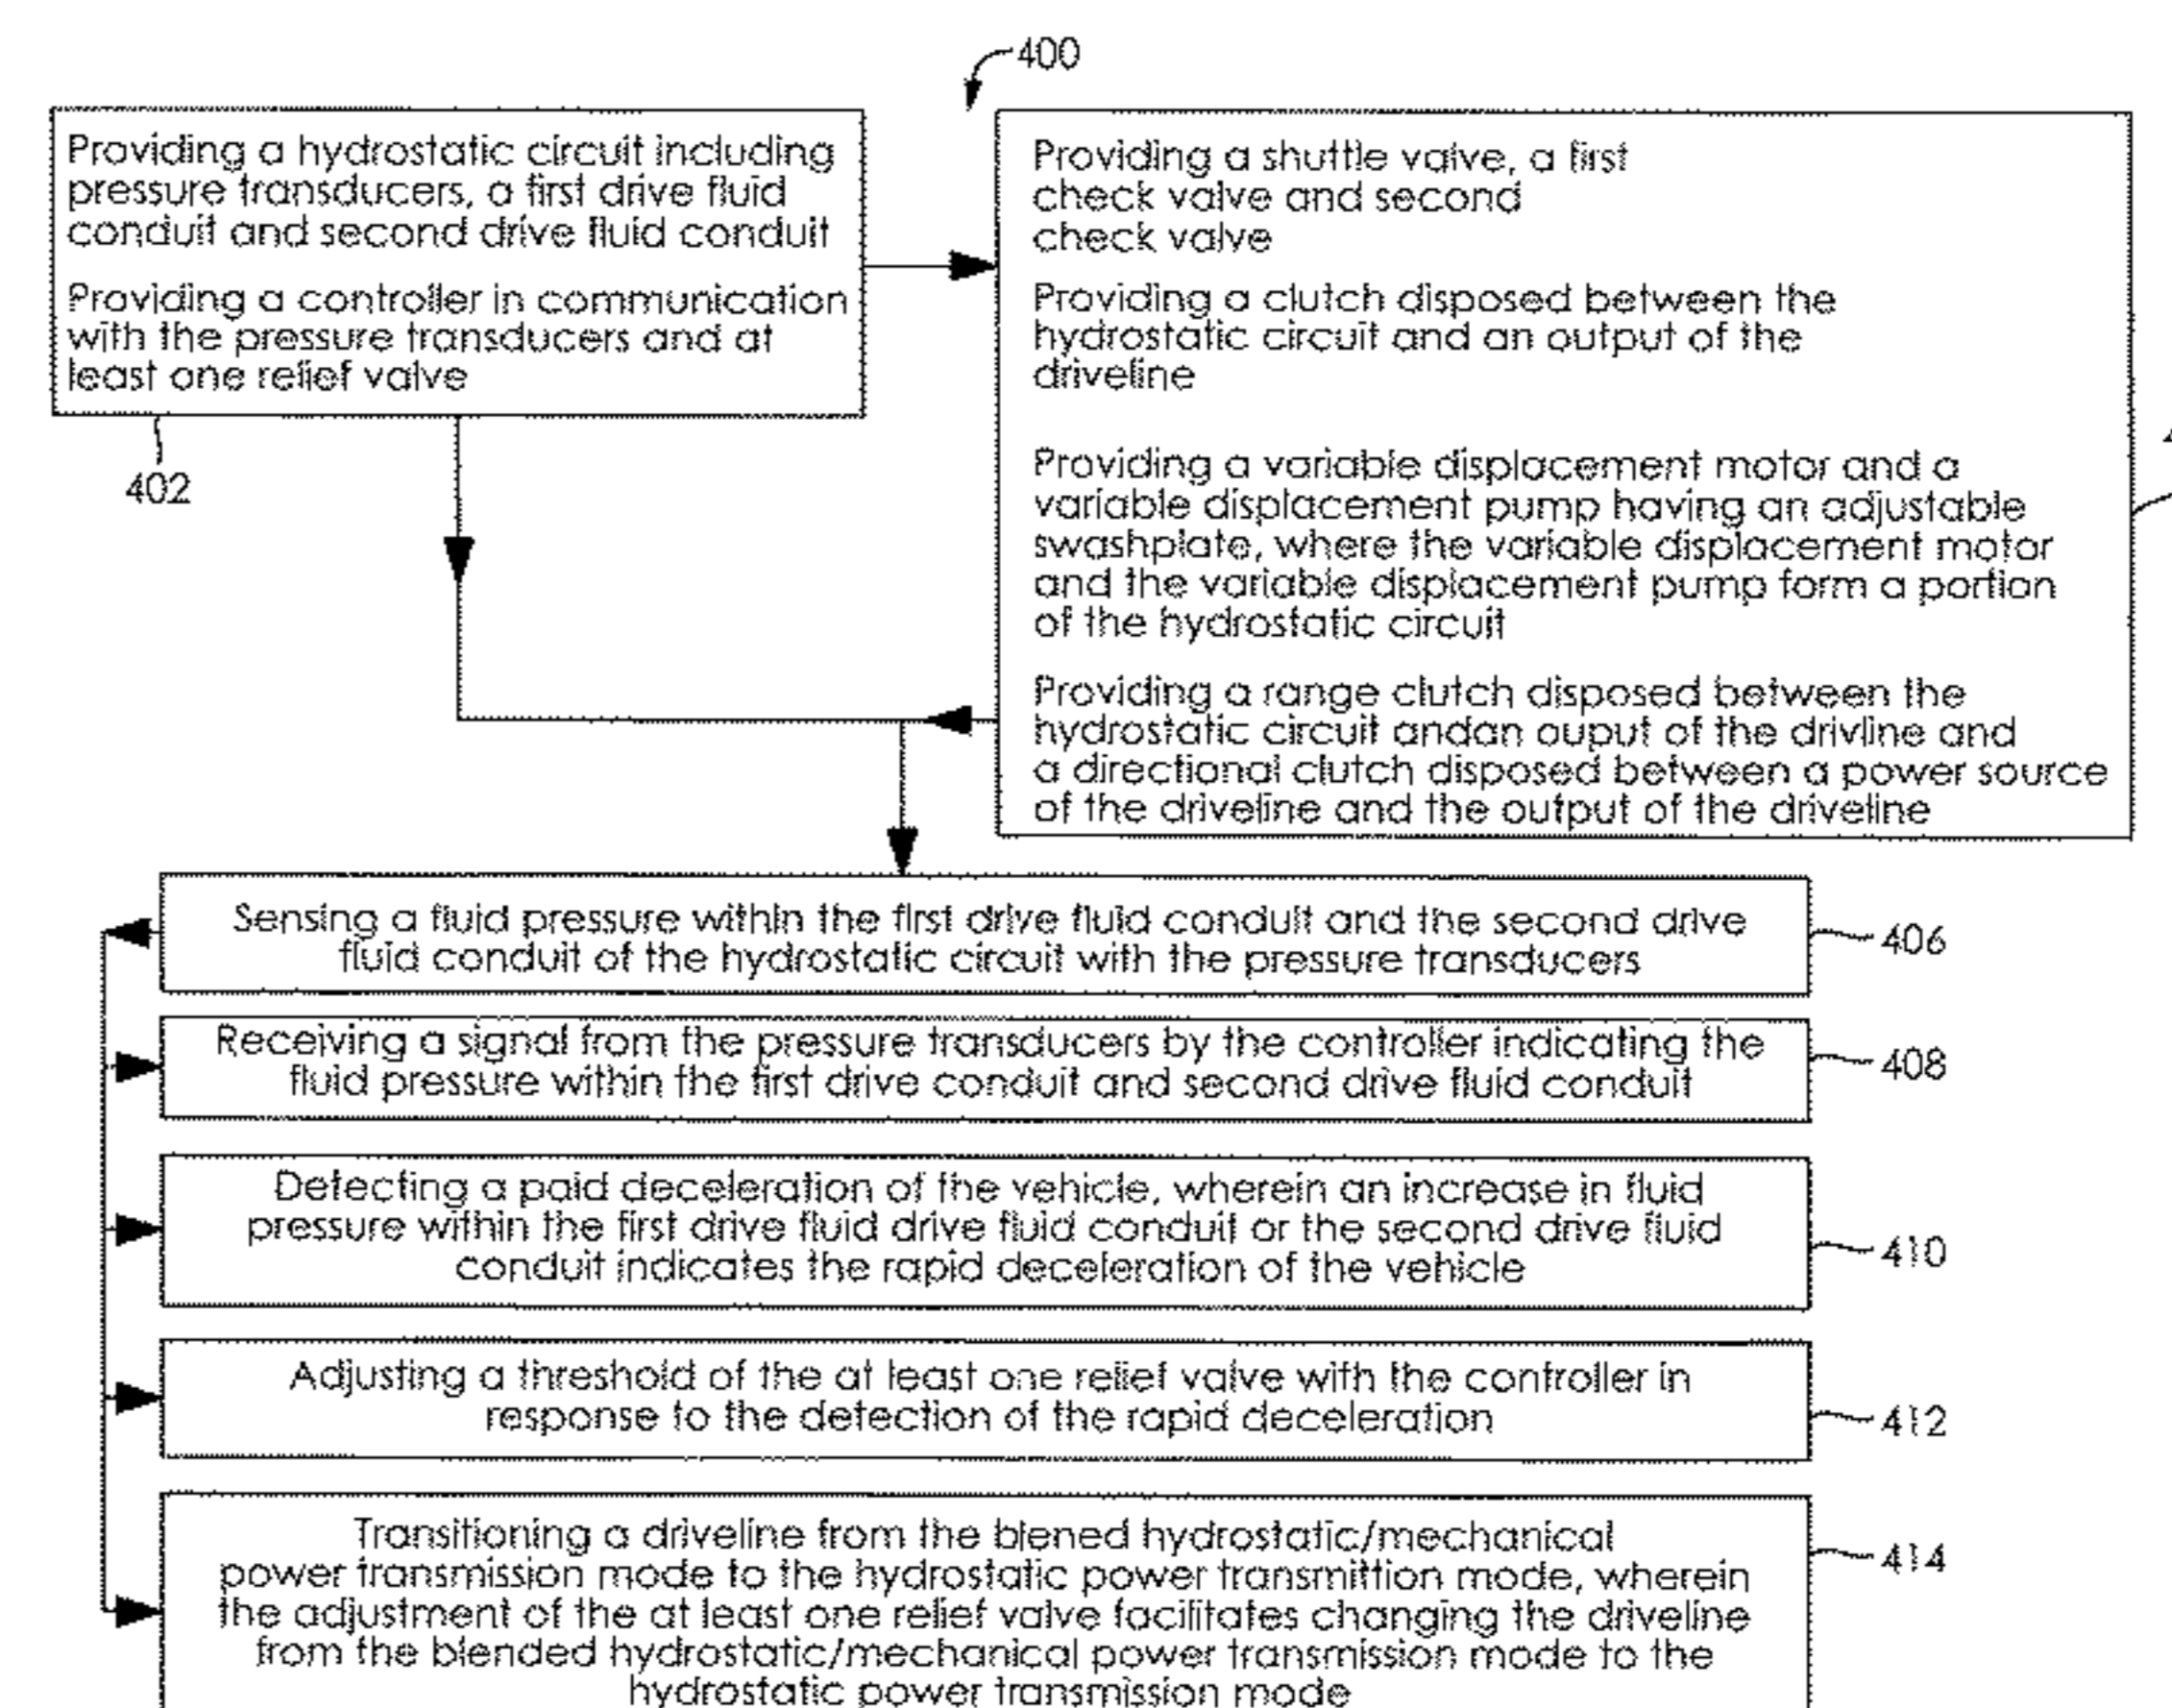 400
Providing a hydrostatic circuit including
pressure transducers, a first drive fluid
conduit and second drive fluid conduit
Providing a controller in communication
with the pressure transducers and at
least one relief valve
402
Providing a shuttle valve, a first
check valve and second
check valve
Providing a clutch disposed between the
hydrostatic circuit and an output of the
driveline
Providing a variable displacement motor and a
variable displacement pump having an adjustable
swashplate, where the variable displacement motor
and the variable displacement pump form a portion
of the hydrostatic circuit
Providing a range clutch disposed between the
hydrostatic circuit andan ouput of the drivline and
a directional clutch disposed between a power source
of the driveline and the output of the driveline
Sensing a fluid pressure within the first drive fluid conduit and the second drive
fluid conduit of the hydrostatic circuit with the pressure transducers
406
Receiving a signal from the pressure transducers by the controller indicating the
fluid pressure within the first drive conduit and second drive fluid conduit
408
Detecting a paid deceleration of the vehicle, wherein an increase in fluid
pressure within the first drive fluid drive fluid conduit or the second drive fluid
conduit indicates the rapid deceleration of the vehicle
410
Adjusting a threshold of the at least one relief valve with the controller in
response to the detection of the rapid deceleration
412
Transitioning a driveline from the blened hydrostatic/mechanical
power transmission mode to the hydrostatic power transmittion mode, wherein
the adjustment of the at least one relief valve facilitates changing the driveline
from the blended hydrostatic/mechanical power transmission mode to the
hydrostatic power transmission mode
414